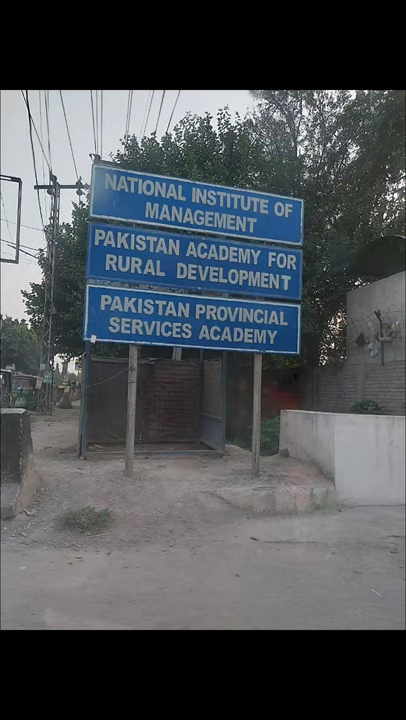 NATIONAL INSTITUTE OF
MANAGEMENT
PAKISTAN ACADEMY FOR
RURAL DEVELOPMENT
PAKISTAN PROVINCIAL
SERVICES ACADEMY